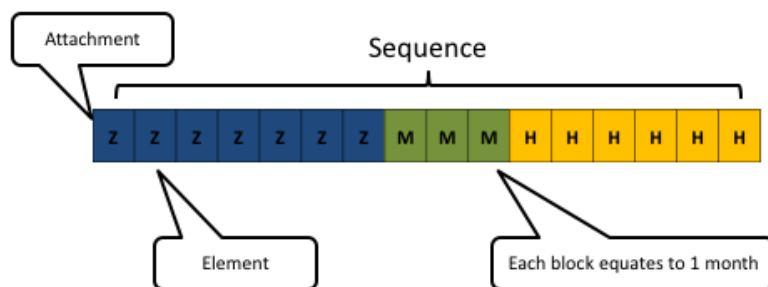 Attachment
Sequence
Z Z Z Z Z Z Z M M M H H H H H H
Element
Each block equates to 1 month